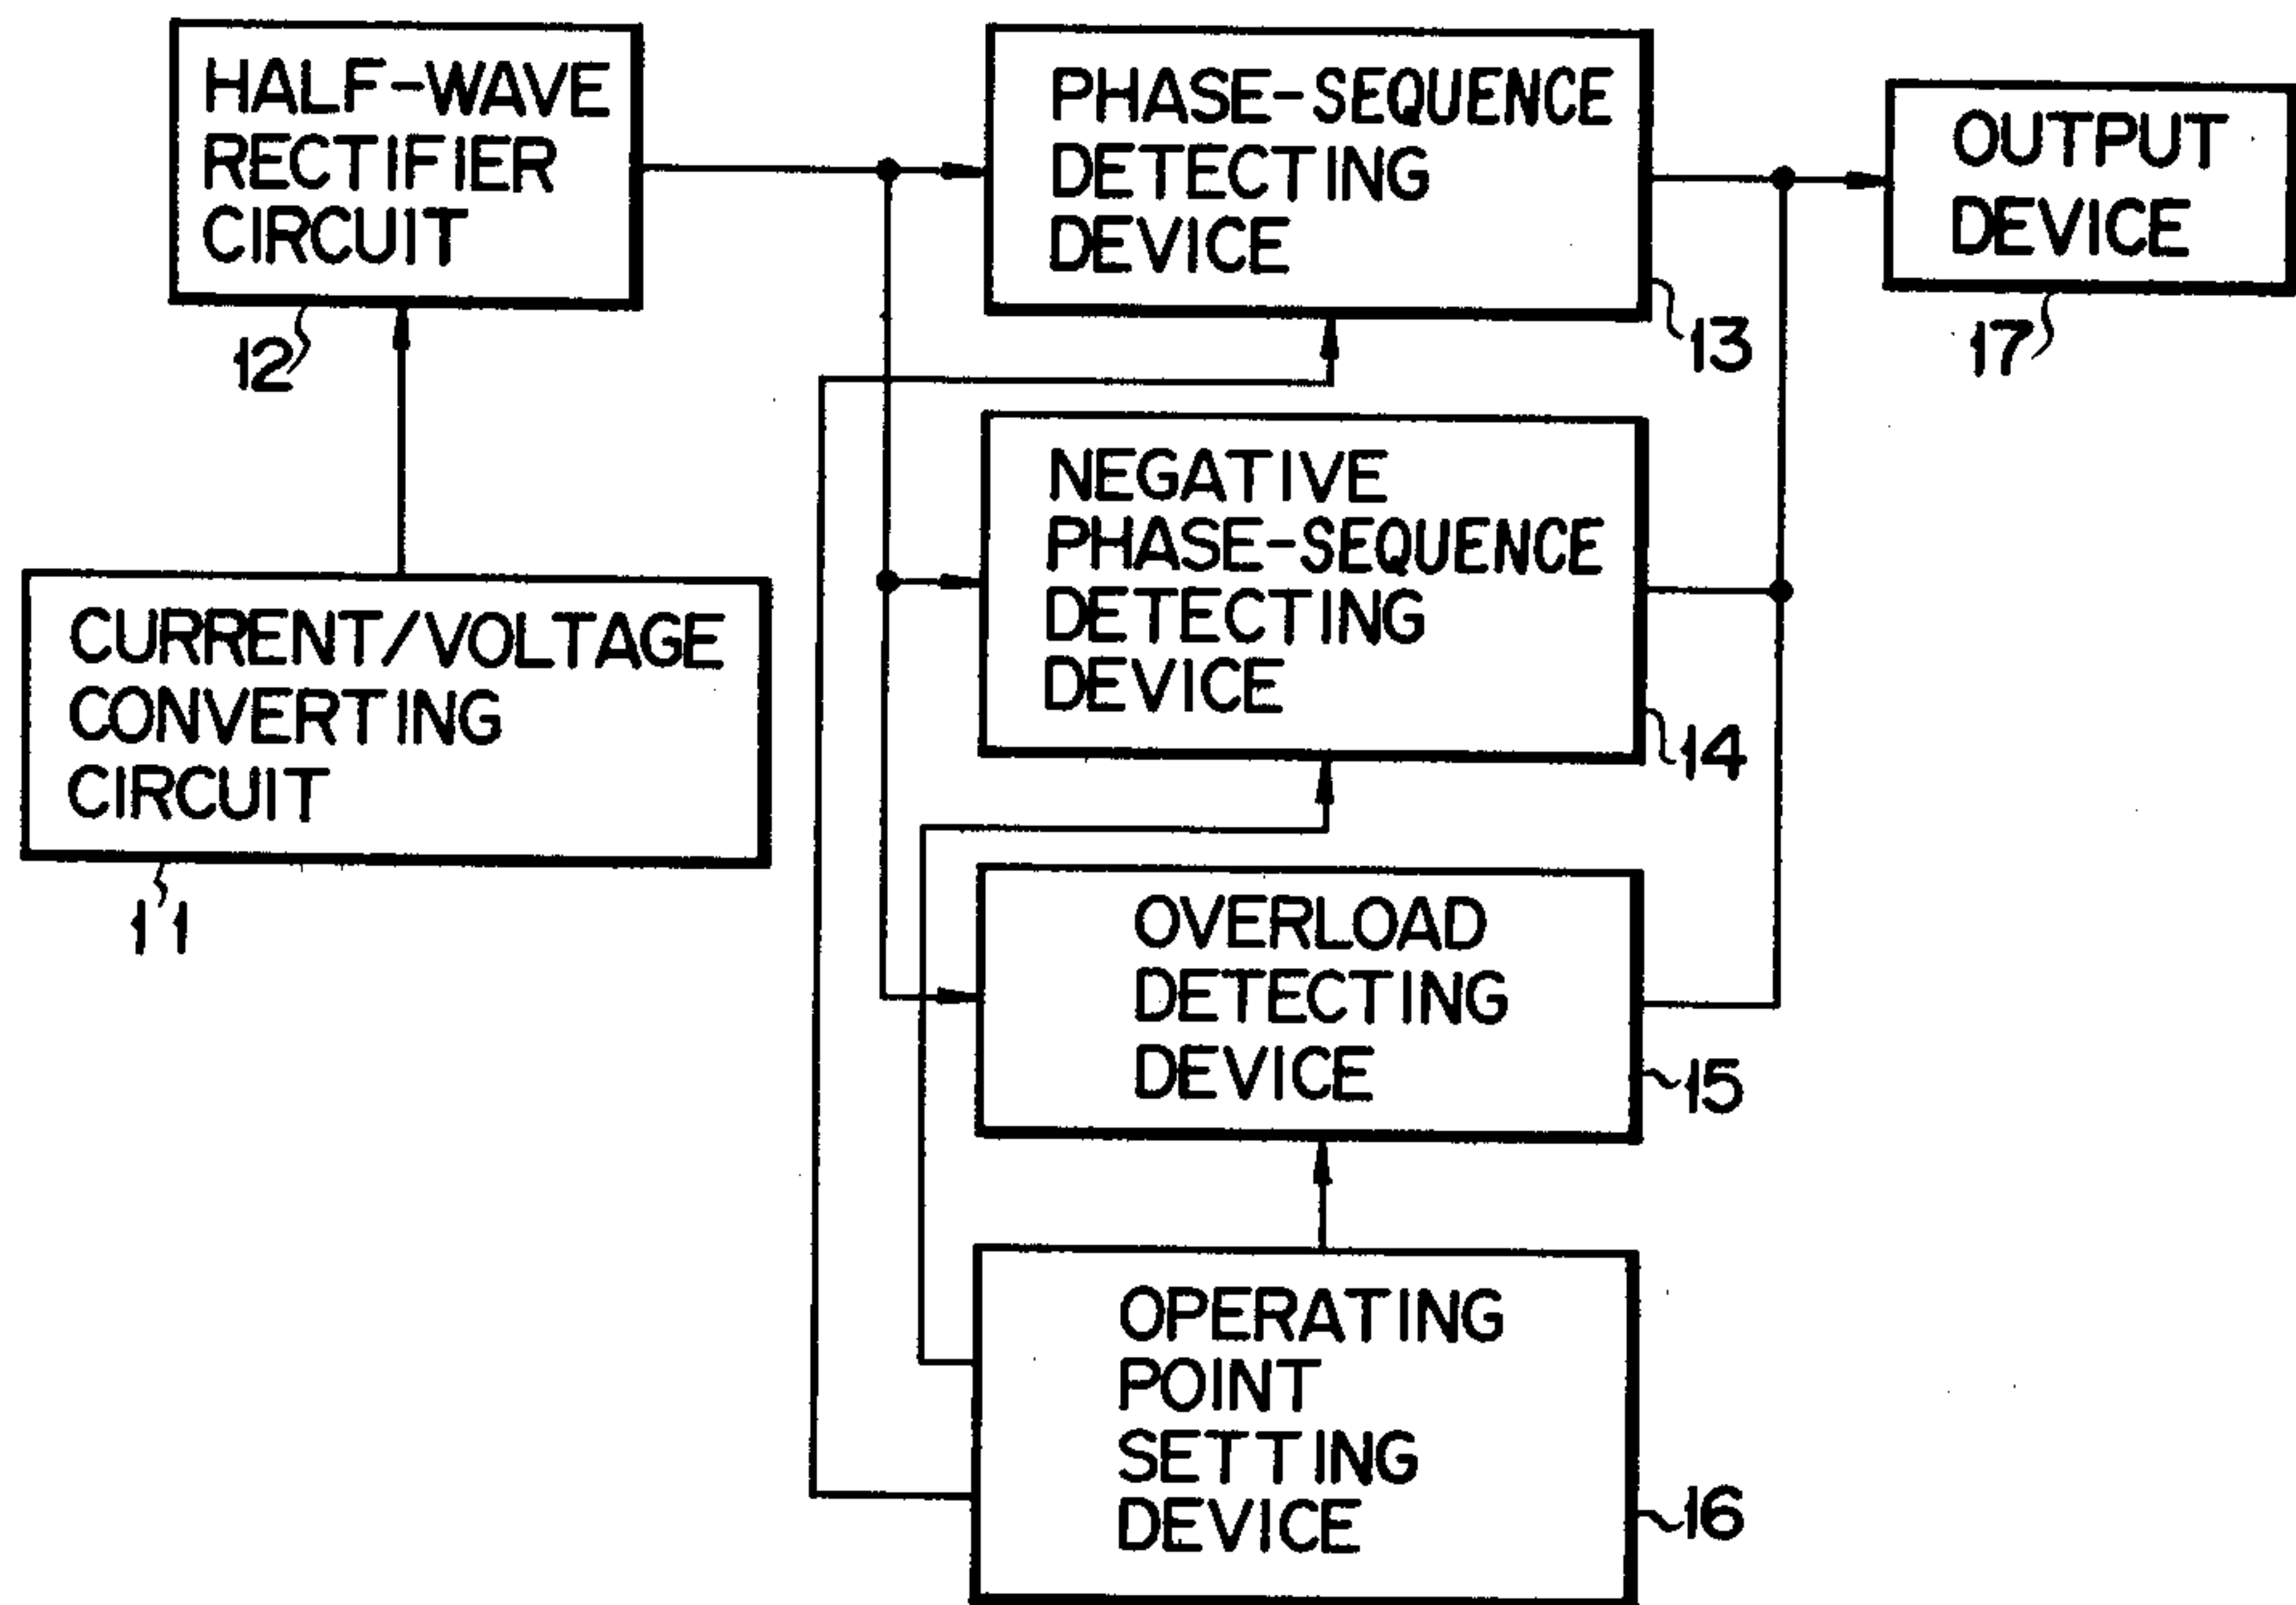 HALF-WAVE
RECTIFIER
CIRCUIT
12
PHASE-SEQUENCE
DETECTING
DEVICE
13
OUTPUT
DEVICE
17
CURRENT/VOLTAGE
CONVERTING
CIRCUIT
11
NEGATIVE
PHASE-SEQUENCE
DETECTING
DEVICE
14
OVERLOAD
DETECTING
DEVICE
15
OPERATING
POINT
SETTING
DEVICE
16